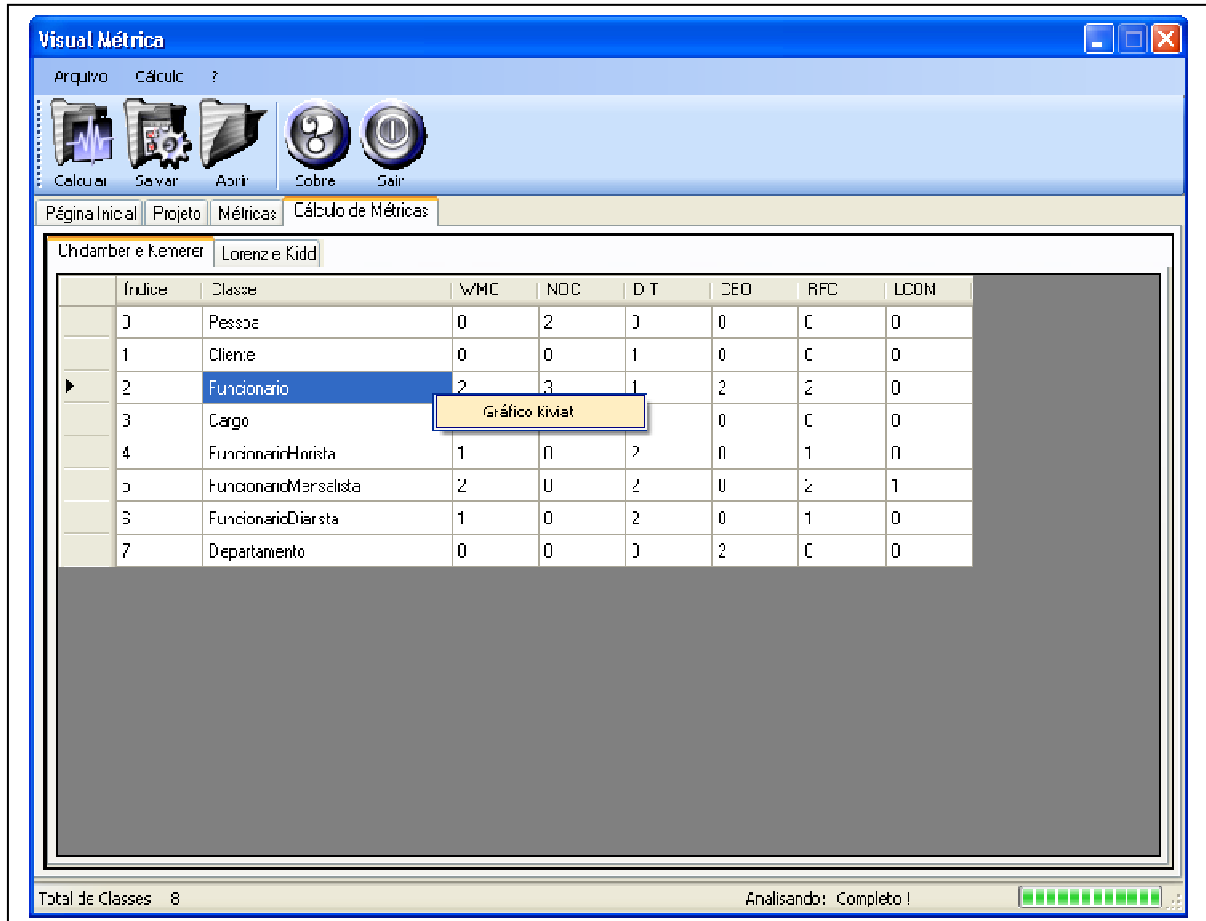 Visual Métrica
Arquivo Cálculo ?
Calcular Salvar Abrir Sobre Sair
Página Inicial Projeto Métricas Cálculo de Métricas
Chidamber e Kemerer Lorenz e Kidd
Índice Classe WMC NOC DIT CBO RFC LCOM
0 Pessoa 0 2 0 0 0 0
1 Cliente 0 0 1 0 0 0
2 Funcionario 2 3 1 2 2 0
Gráfico Kiviat
3 Cargo 0 0 0
4 FuncionarioHorista 1 0 2 0 1 0
5 FuncionarioMensalista 2 0 2 0 2 1
6 FuncionarioDiarista 1 0 2 0 1 0
7 Departamento 0 0 0 2 0 0
Total de Classes 8 Analisando: Completo !